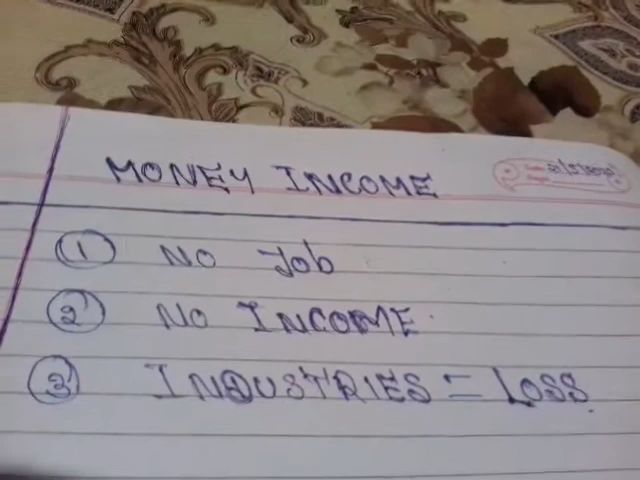 MONEY INCOME
① No Job
② No INCOME.
③ INDUSTRIES = LOSS.